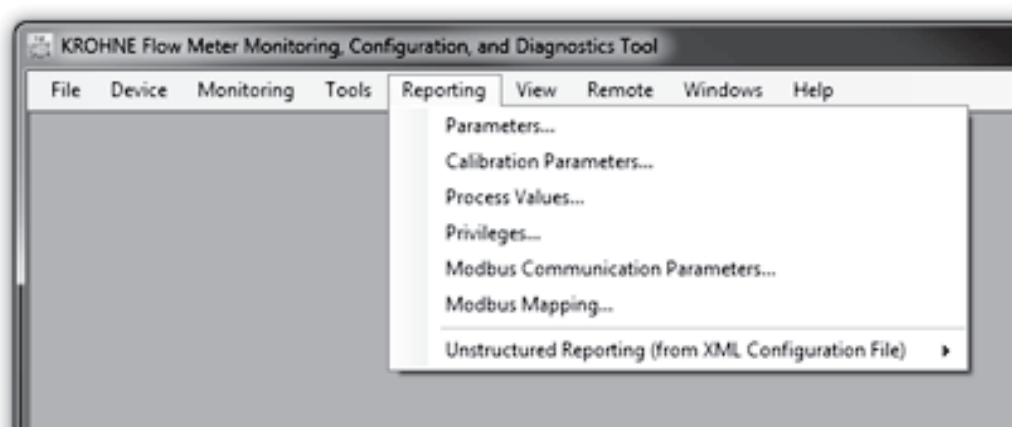 KROHNE Flow Meter Monitoring, Configuration, and Diagnostics Tool
File Device Monitoring Tools Reporting View Remote Windows Help
Parameters...
Calibration Parameters...
Process Values...
Privileges...
Modbus Communication Parameters...
Modbus Mapping...
Unstructured Reporting (from XML Configuration File)